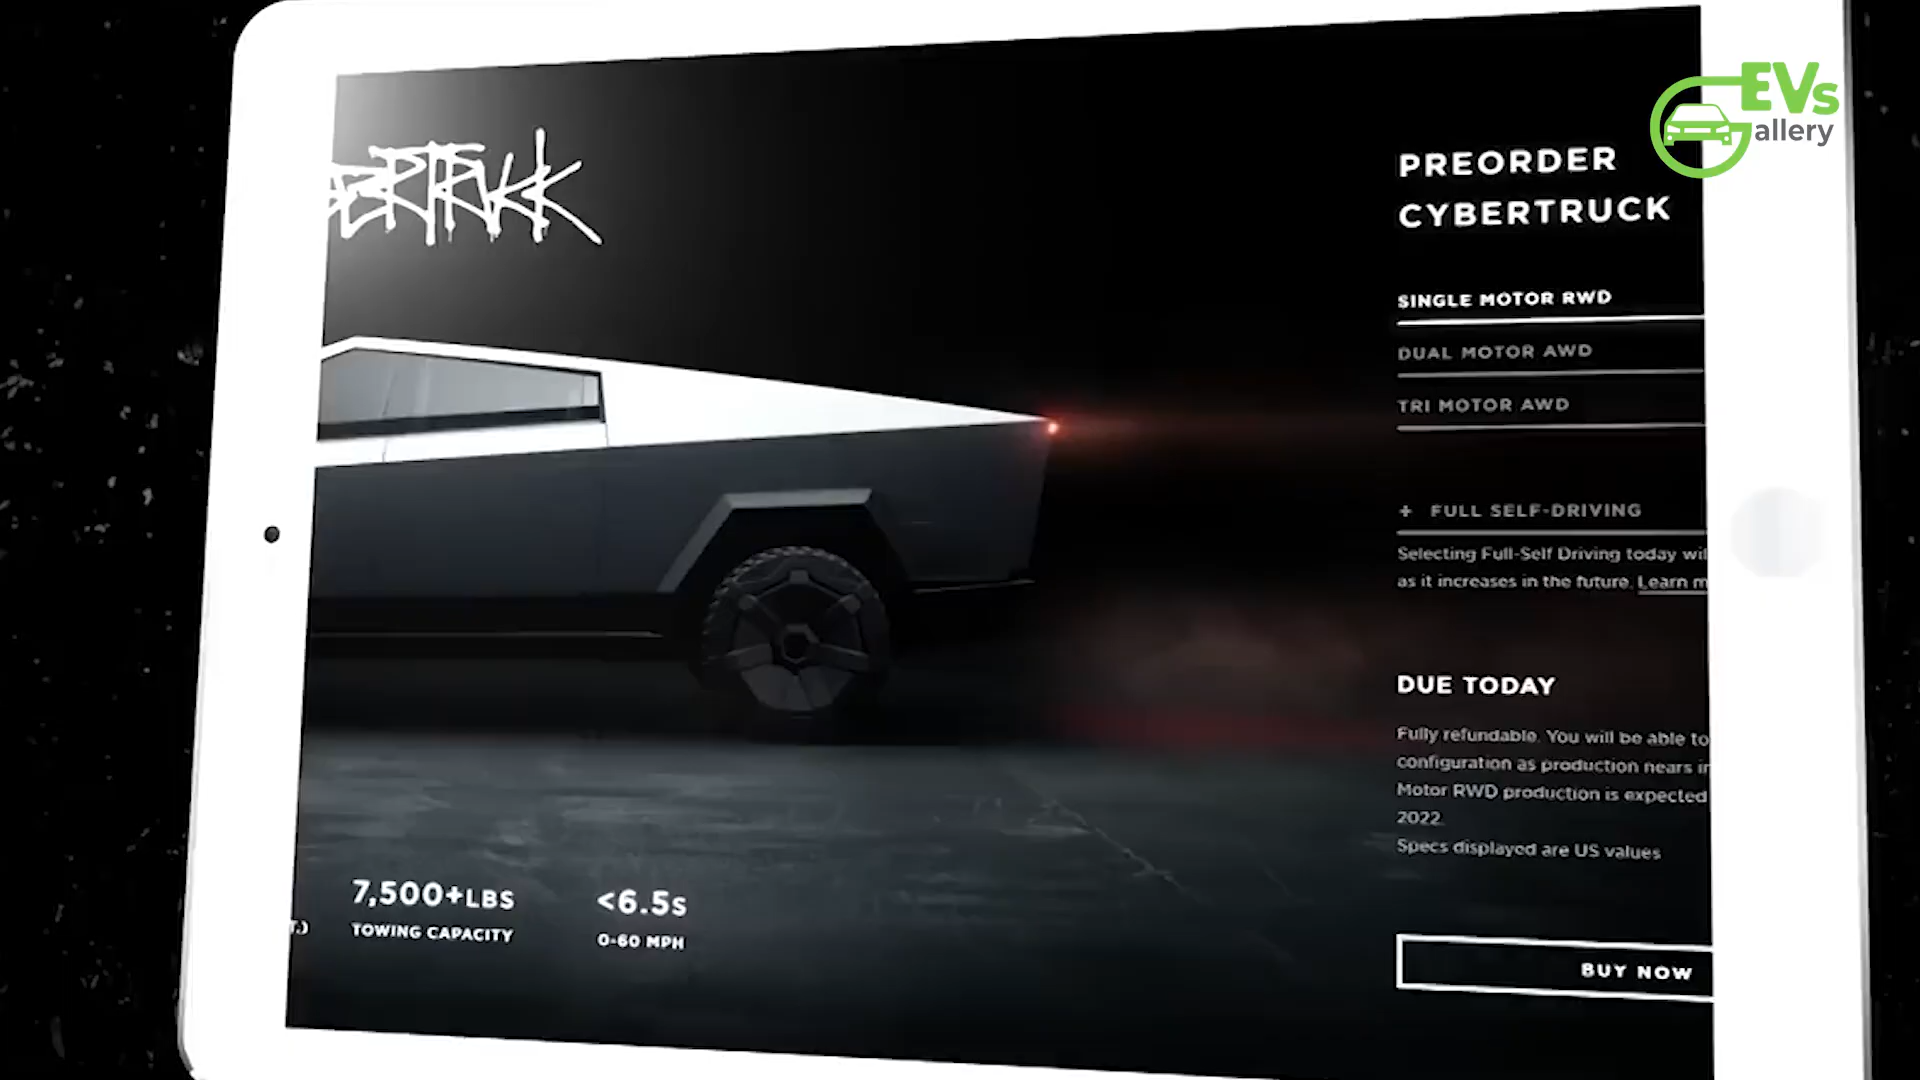 EVs
Gallery
CYBERTRUCK
PREORDER
CYBERTRUCK
SINGLE MOTOR RWD
DUAL MOTOR AWD
TRI MOTOR AWD
+ FULL SELF-DRIVING
Selecting Full-Self Driving today
as it increases in the future. Learn
DUE TODAY
Fully refundable. You will be able to
configuration as production nears
Motor RWD production is expected
2022.
Specs displayed are US values
7,500+LBS
TOWING CAPACITY
<6.5S
0-60 MPH
BUY NOW